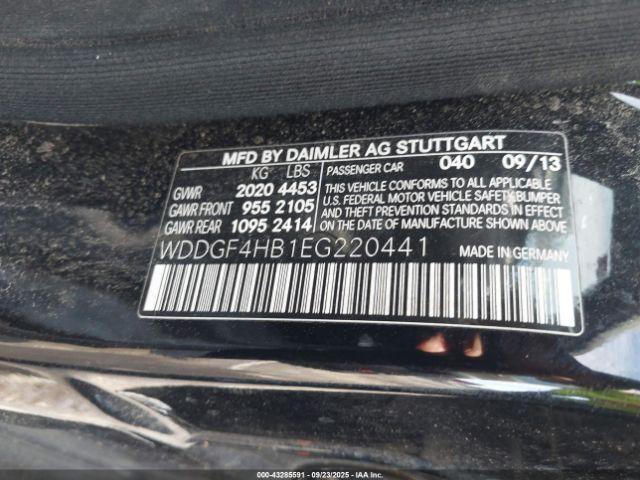 MFD BY DAIMLER AG STUTTGART
KG LBS
GVWR 2020 4453
GAWR FRONT 955 2105
GAWR REAR 1095 2414
PASSENGER CAR 040 09/13
THIS VEHICLE CONFORMS TO ALL APPLICABLE
U.S. FEDERAL MOTOR VEHICLE SAFETY,BUMPER
AND THEFT PREVENTION STANDARDS IN EFFECT
ON THE DATE OF MANUFACTURE SHOWN ABOVE.
MADE IN GERMANY
WDDGF4HB1EG220441
000-43285591 - 09/23/2025 - © IAA, Inc.